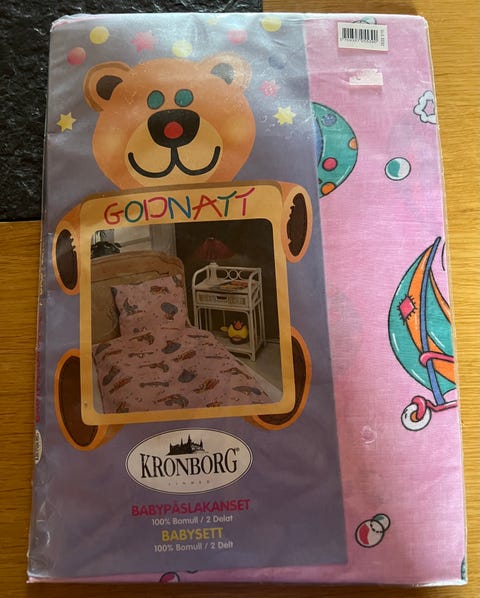 GODNATT
KRONBORG
LINNED
BABYPÅSLAKANSET
100% Bomull / 2 Delat
BABYSETT
100% Bomull / 2 Delt